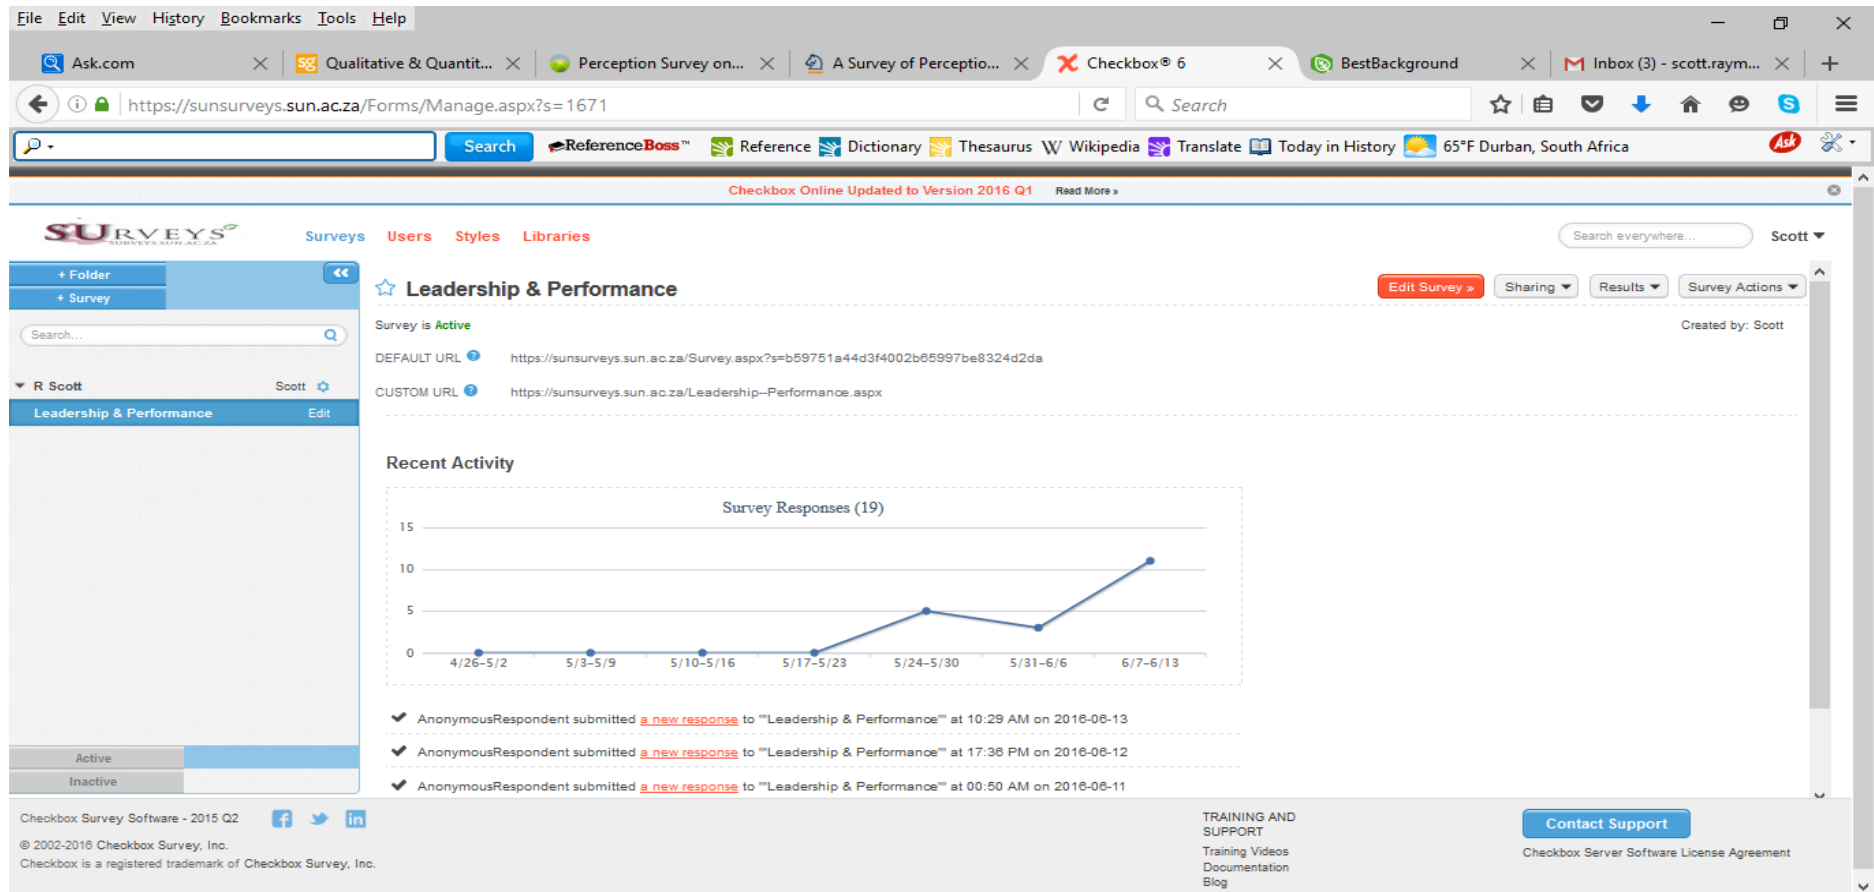 File Edit View History Bookmarks Tools Help
Ask.com
Qualitative & Quantit...
Perception Survey on...
A Survey of Perceptio...
Checkbox® 6
BestBackground
Inbox (3) - scott.raym...
https://sunsurveys.sun.ac.za/Forms/Manage.aspx?s=1671
Search
Search eReferenceBoss™ Reference Dictionary Thesaurus W Wikipedia Translate Today in History 65°F Durban, South Africa Ask
Checkbox Online Updated to Version 2016 Q1 Read More »
SURVEYS
SURVEYS.SUN.AC.ZA
Surveys Users Styles Libraries
Search everywhere...
Scott
+ Folder
+ Survey
Search...
R Scott Scott
Leadership & Performance Edit
Active
Inactive
Leadership & Performance
Edit Survey » Sharing Results Survey Actions
Survey is Active
Created by: Scott
DEFAULT URL https://sunsurveys.sun.ac.za/Survey.aspx?s=b59751a44d3f4002b65997be8324d2da
CUSTOM URL https://sunsurveys.sun.ac.za/Leadership--Performance.aspx
Recent Activity
Survey Responses (19)
15
10
5
0
4/26-5/2 5/3-5/9 5/10-5/16 5/17-5/23 5/24-5/30 5/31-6/6 6/7-6/13
AnonymousRespondent submitted a new response to "'Leadership & Performance'" at 10:29 AM on 2016-06-13
AnonymousRespondent submitted a new response to "'Leadership & Performance'" at 17:36 PM on 2016-06-12
AnonymousRespondent submitted a new response to "'Leadership & Performance'" at 00:50 AM on 2016-06-11
Checkbox Survey Software - 2015 Q2
© 2002-2016 Checkbox Survey, Inc.
Checkbox is a registered trademark of Checkbox Survey, Inc.
TRAINING AND
SUPPORT
Training Videos
Documentation
Blog
Contact Support
Checkbox Server Software License Agreement